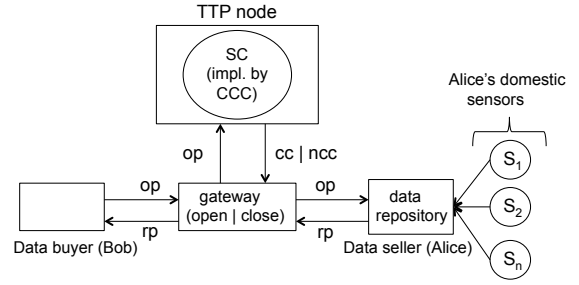 TTP node
SC
(impl. by
CCC)
Alice's domestic
sensors
op
cc | ncc
S1
op
gateway
(open | close)
op
data
repository
S2
rp
rp
Data buyer (Bob)
Data seller (Alice)
Sn